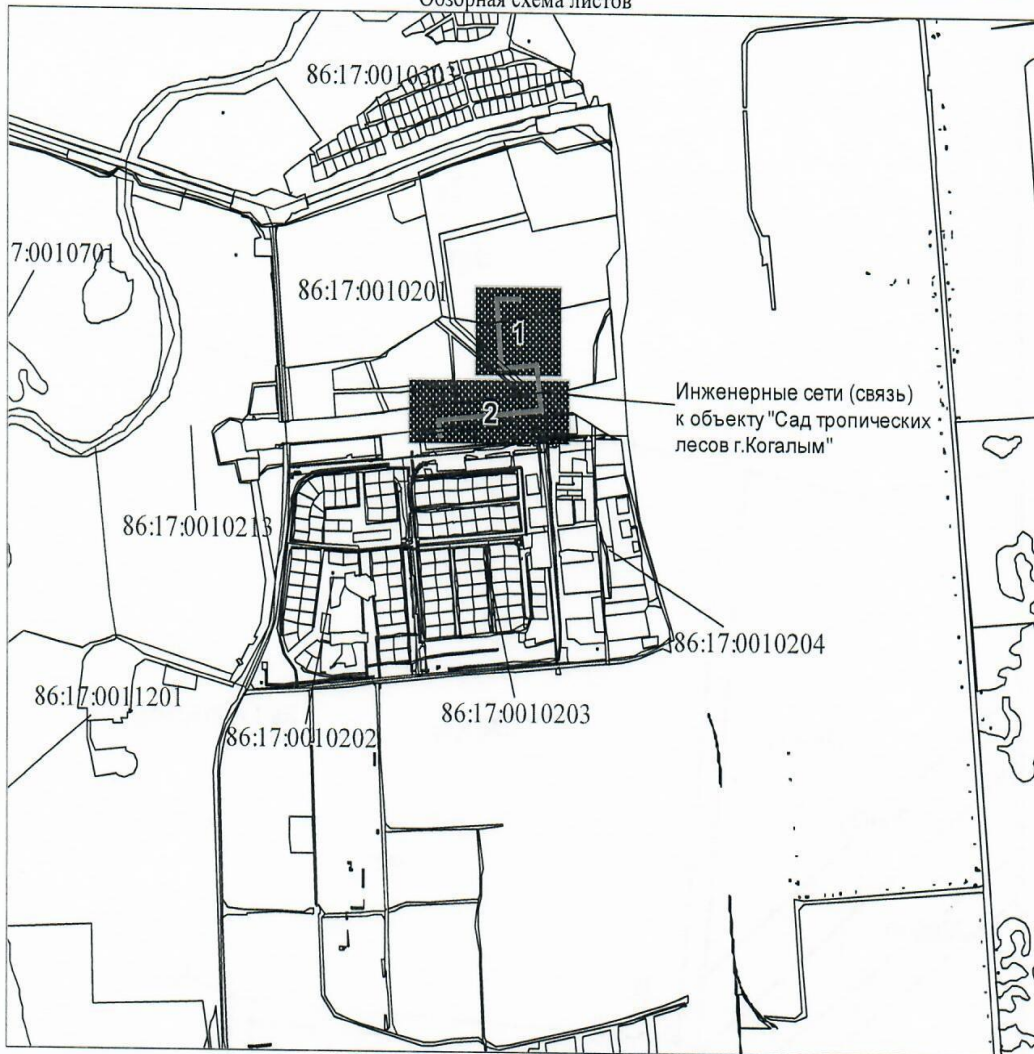 Обзорная схема листов
86:17:0010303
7:0010701
86:17:0010201
1
Инженерные сети (связь)
к объекту "Сад тропических
лесов г.Когалым"
2
86:17:0010213
86:17:0010204
86:17:0011201
86:17:0010203
86:17:0010202